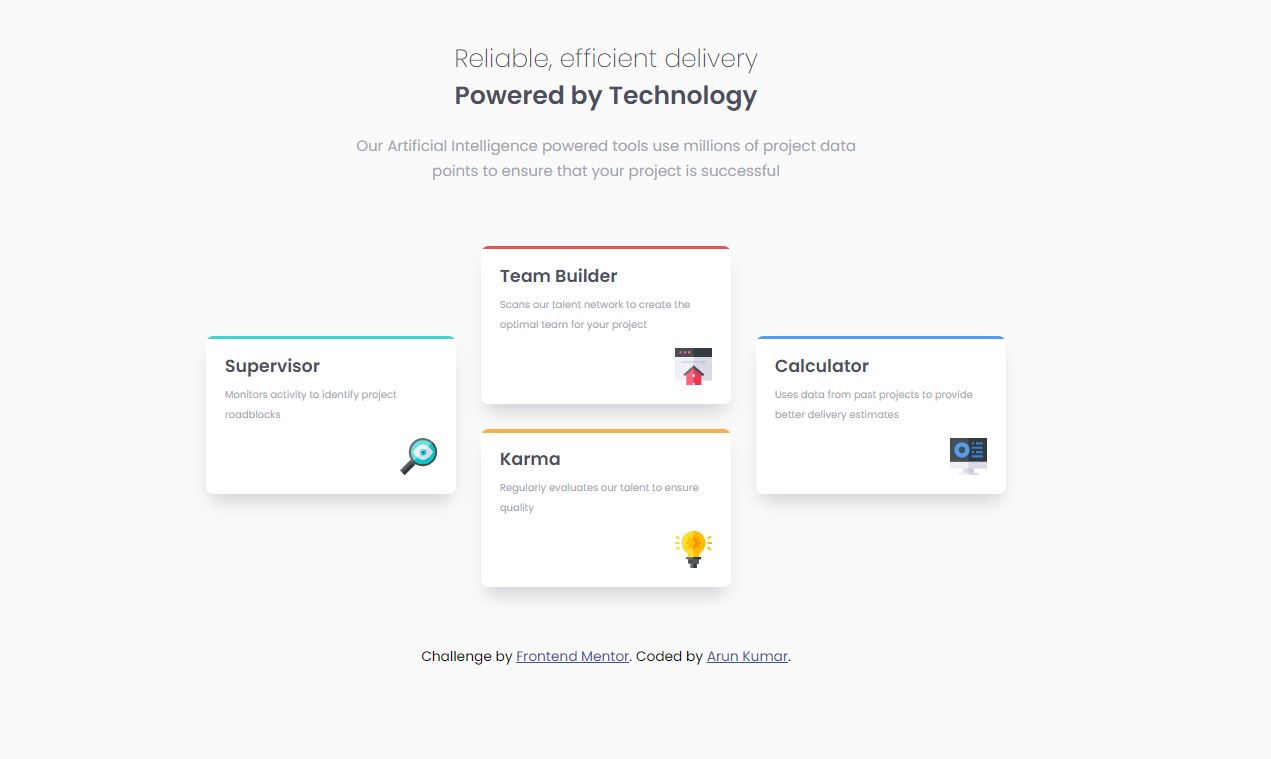 Reliable, efficient delivery
Powered by Technology
Our Artificial Intelligence powered tools use millions of project data
points to ensure that your project is successful
Supervisor
Monitors activity to identify project
roadblocks
Team Builder
Scans our talent network to create the
optimal team for your project
Karma
Regularly evaluates our talent to ensure
quality
Calculator
Uses data from past projects to provide
better delivery estimates
Challenge by Frontend Mentor. Coded by Arun Kumar.